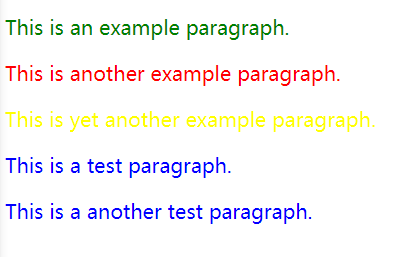 This is an example paragraph.
This is another example paragraph.
This is yet another example paragraph.
This is a test paragraph.
This is a another test paragraph.